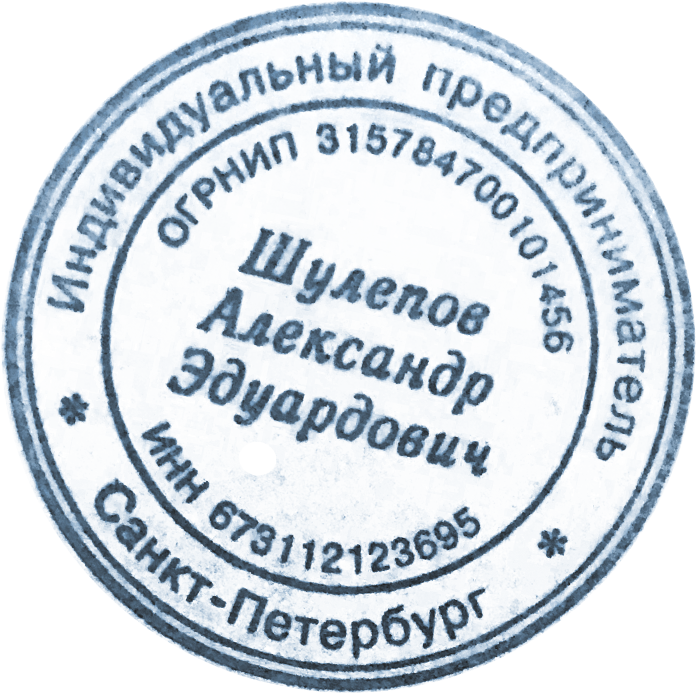 Индивидуальный предприниматель
ОГРНИП 315784700101456
Шулепов
Александр
Эдуардович
ИНН 673112123695
* Санкт-Петербург *